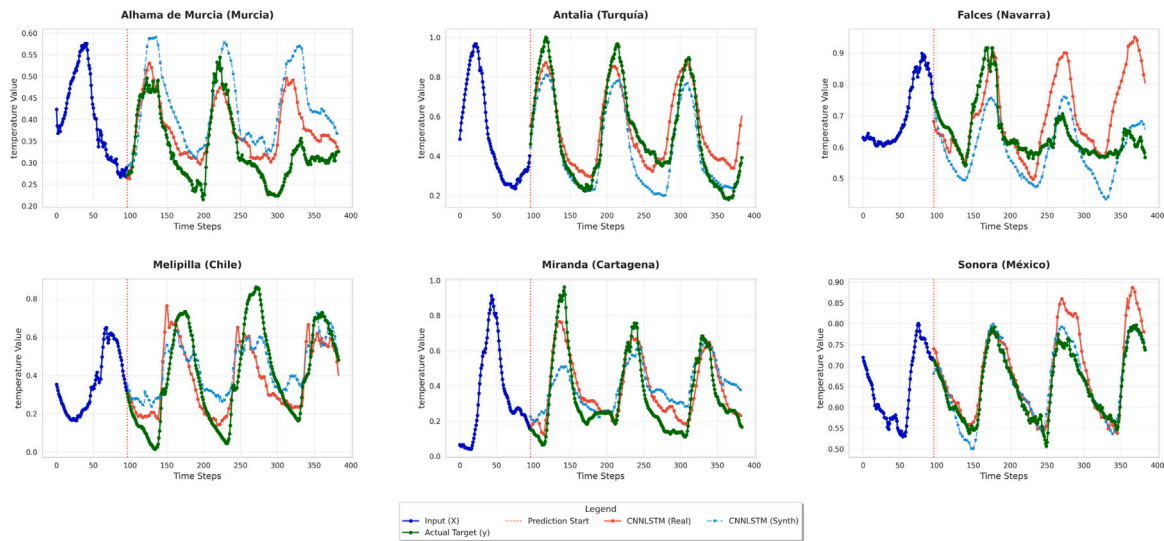 Alhama de Murcia (Murcia)
temperature Value
0.60
0.55
0.50
0.45
0.40
0.35
0.30
0.25
0.20
0 50 100 150 200 250 300 350 400
Time Steps
Antalia (Turquía)
temperature Value
1.0
0.8
0.6
0.4
0.2
0 50 100 150 200 250 300 350 400
Time Steps
Falces (Navarra)
temperature Value
0.9
0.8
0.7
0.6
0.5
0 50 100 150 200 250 300 350 400
Time Steps
Melipilla (Chile)
temperature Value
0.8
0.6
0.4
0.2
0.0
0 50 100 150 200 250 300 350 400
Time Steps
Miranda (Cartagena)
temperature Value
1.0
0.8
0.6
0.4
0.2
0.0
0 50 100 150 200 250 300 350 400
Time Steps
Sonora (México)
temperature Value
0.90
0.85
0.80
0.75
0.70
0.65
0.60
0.55
0.50
0 50 100 150 200 250 300 350 400
Time Steps
Legend
Input (X) Prediction Start CNNLSTM (Real) CNNLSTM (Synth)
Actual Target (y)